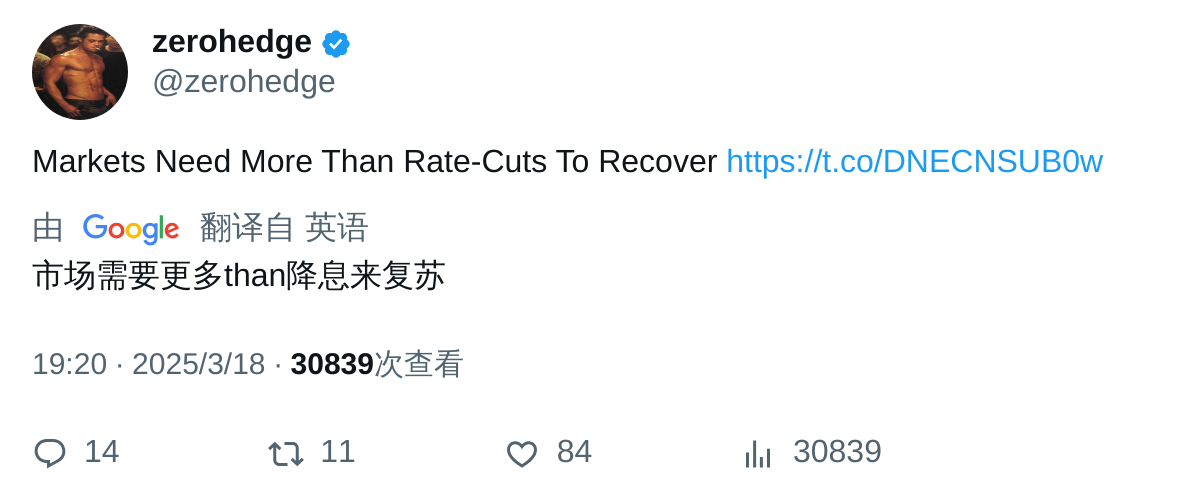 zerohedge
@zerohedge
Markets Need More Than Rate-Cuts To Recover https://t.co/DNECNSUB0w
由 Google 翻译自 英语
市场需要更多than降息来复苏
19:20 · 2025/3/18 · 30839次查看
14 11 84 30839